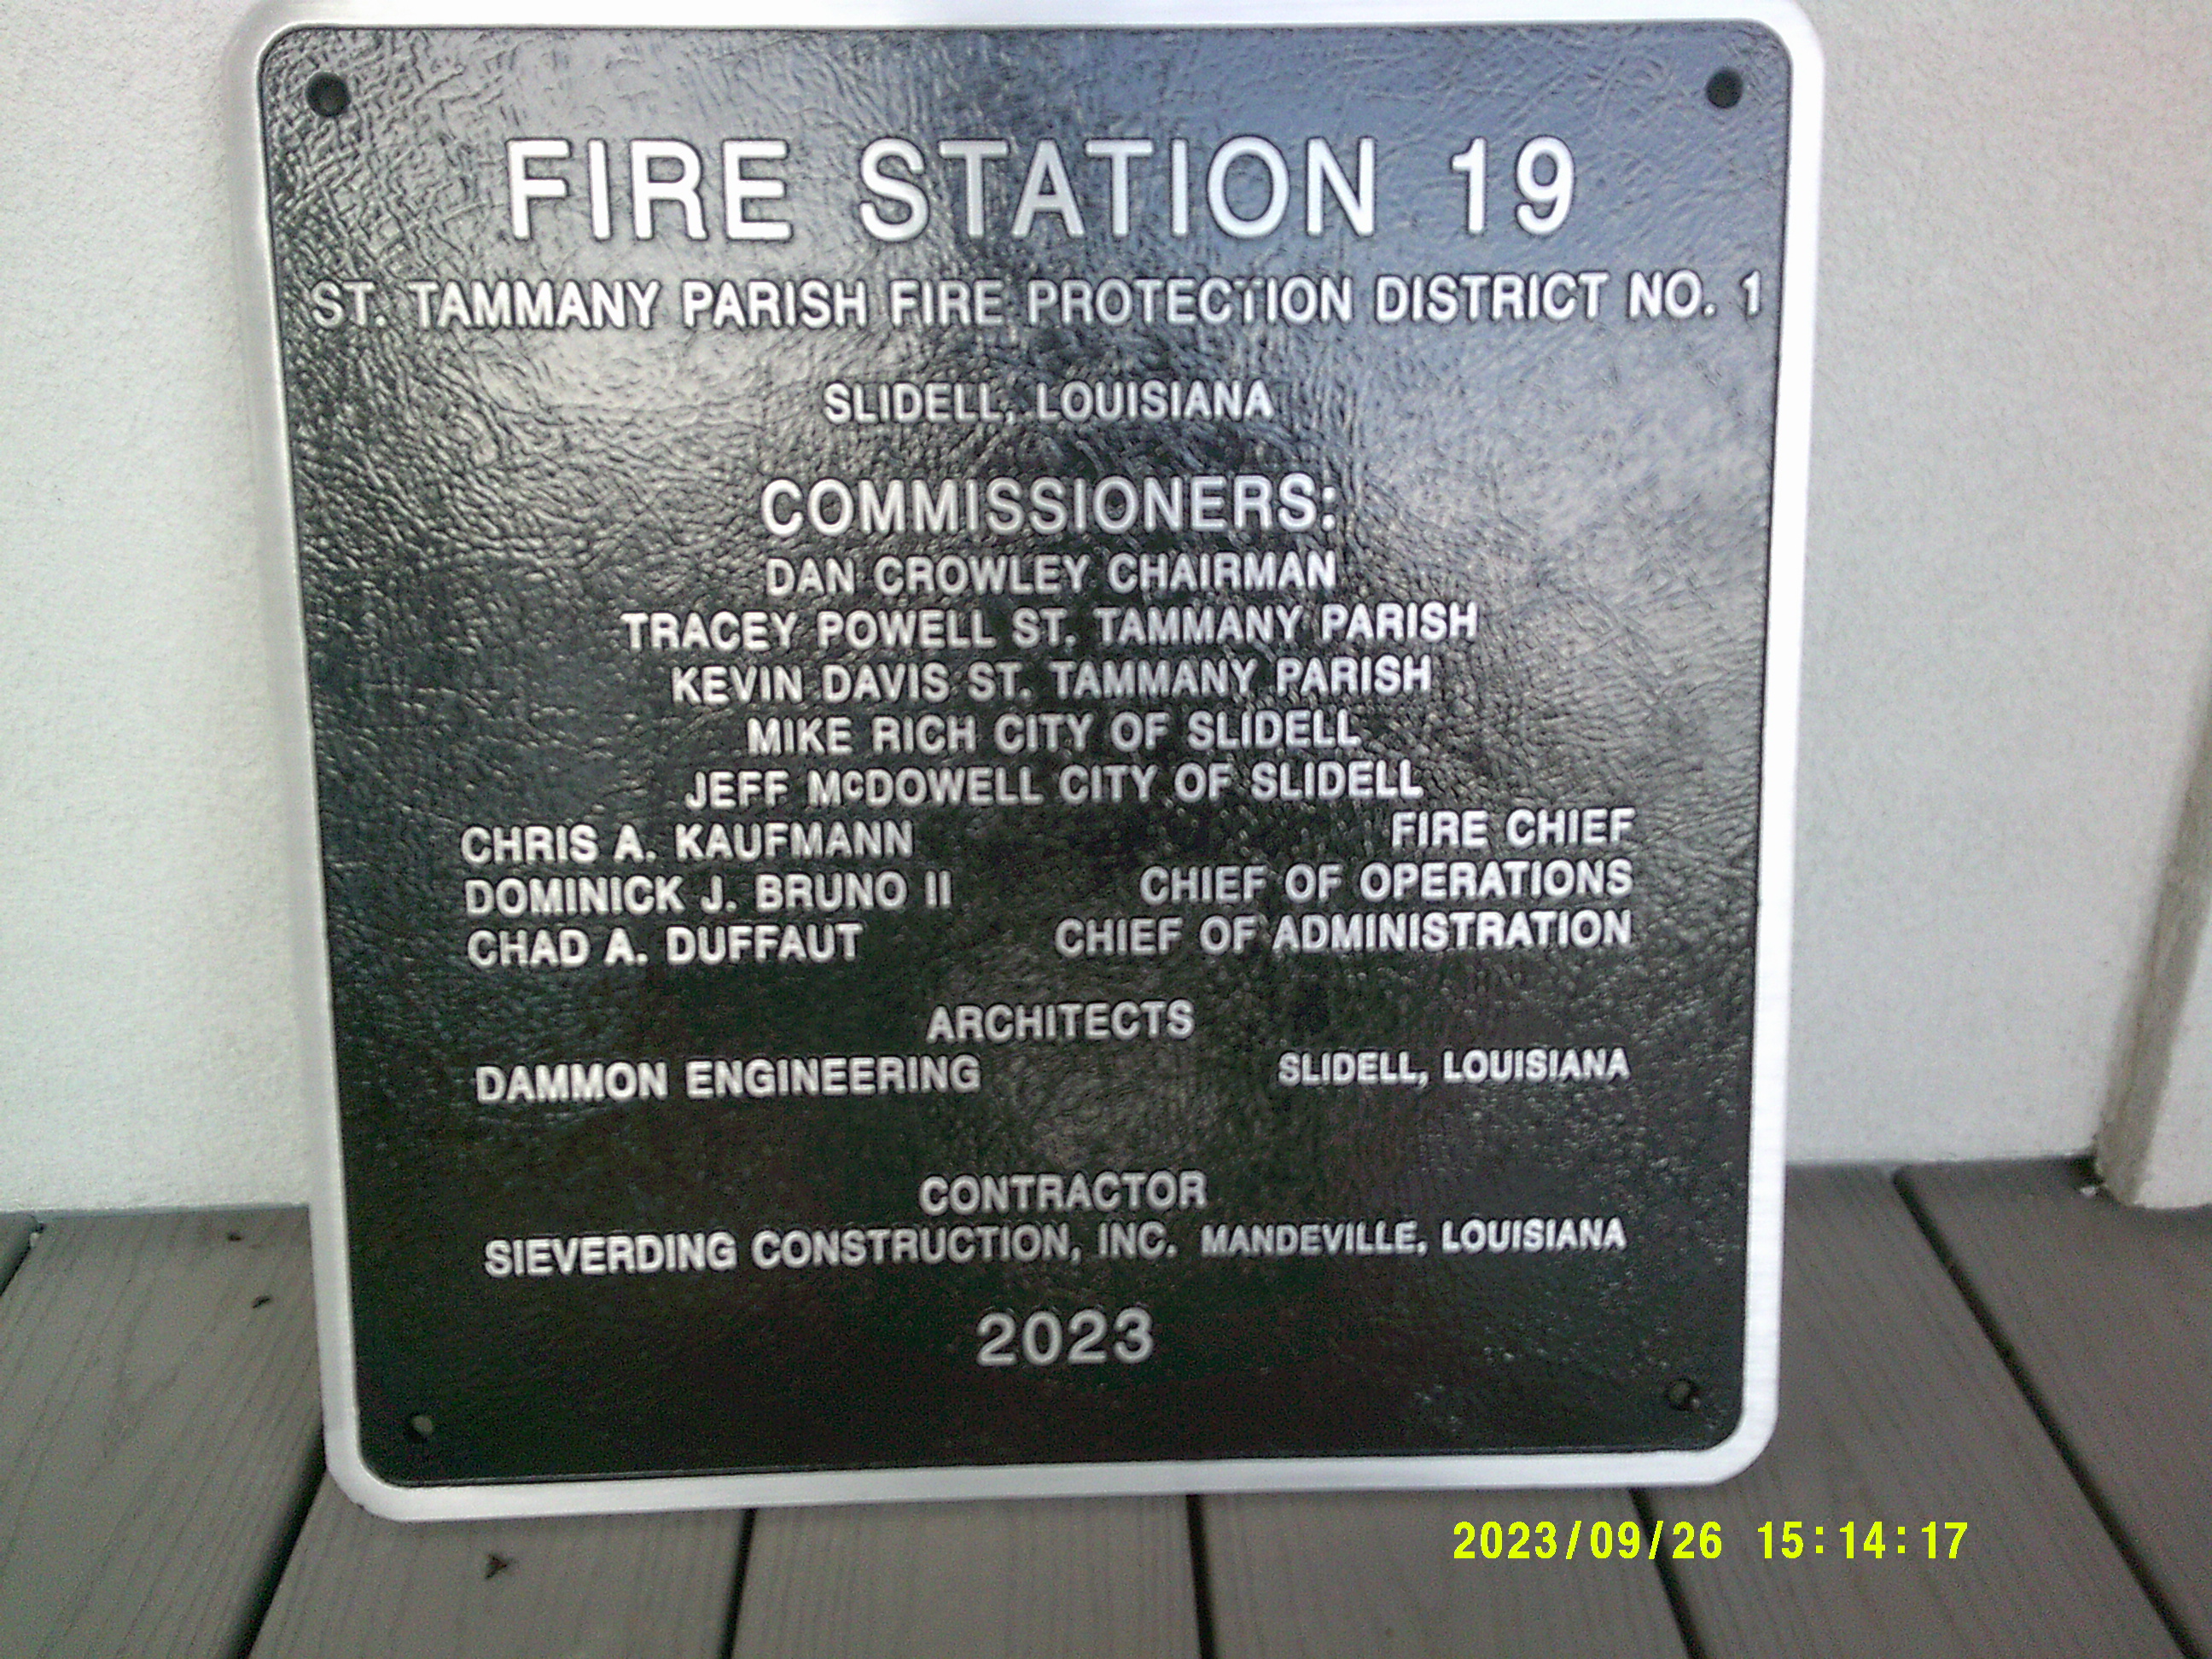 FIRE STATION 19
ST. TAMMANY PARISH FIRE PROTECTION DISTRICT NO. 1
SLIDELL, LOUISIANA
COMMISSIONERS:
DAN CROWLEY CHAIRMAN
TRACEY POWELL ST. TAMMANY PARISH
KEVIN DAVIS ST. TAMMANY PARISH
MIKE RICH CITY OF SLIDELL
JEFF McDOWELL CITY OF SLIDELL
CHRIS A. KAUFMANN FIRE CHIEF
DOMINICK J. BRUNO II CHIEF OF OPERATIONS
CHAD A. DUFFAUT CHIEF OF ADMINISTRATION
ARCHITECTS
DAMMON ENGINEERING SLIDELL, LOUISIANA
CONTRACTOR
SIEVERDING CONSTRUCTION, INC. MANDEVILLE, LOUISIANA
2023
2023/09/26 15:14:17